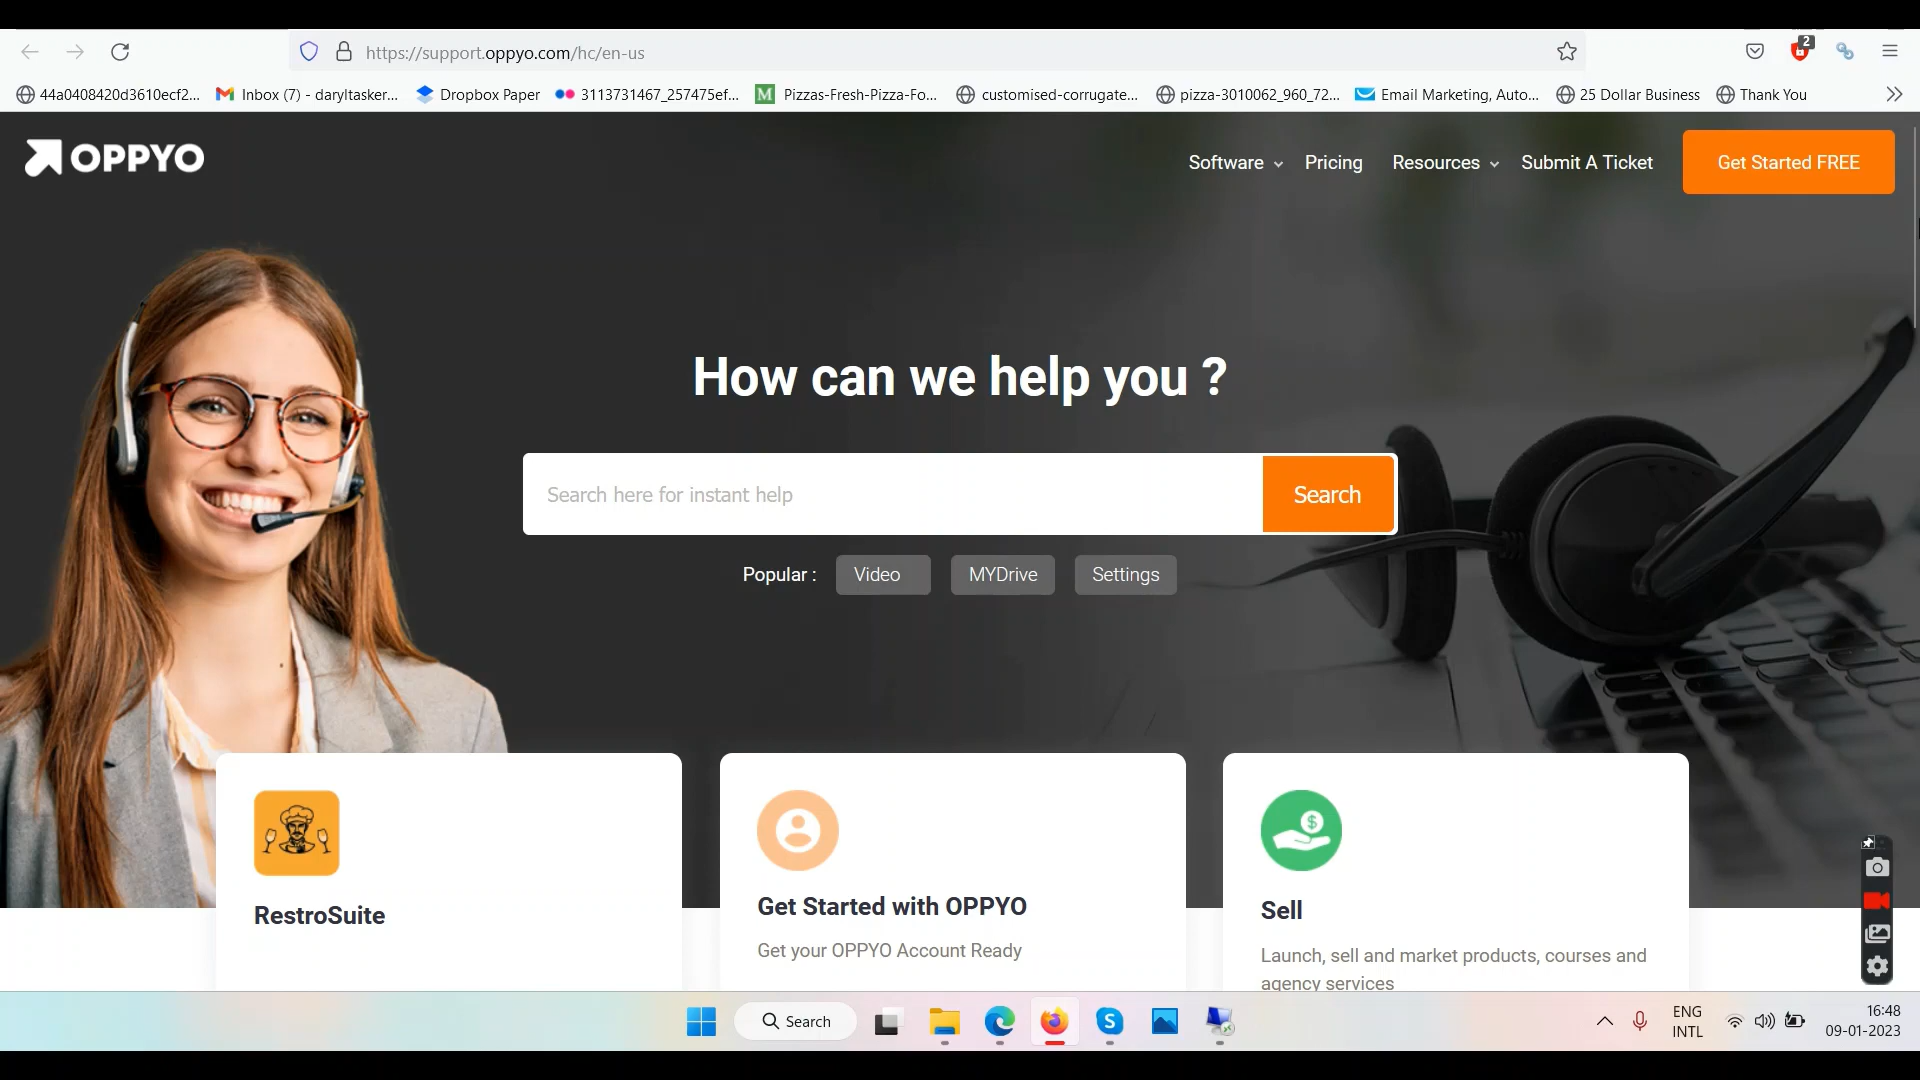 https://support.oppyo.com/hc/en-us
2
44a0408420d3610ecf2...
Inbox (7) - daryltasker...
Dropbox Paper
3113731467_257475ef...
M Pizzas-Fresh-Pizza-Fo...
customised-corrugate...
pizza-3010062_960_72...
Email Marketing, Auto...
25 Dollar Business
Thank You
OPPYO
Software
Pricing
Resources
Submit A Ticket
Get Started FREE
How can we help you ?
Search here for instant help
Search
Popular :
Video
MYDrive
Settings
RestroSuite
Get Started with OPPYO
Get your OPPYO Account Ready
$
Sell
Launch, sell and market products, courses and
agency services
Search
S
ENG
INTL
16:48
09-01-2023